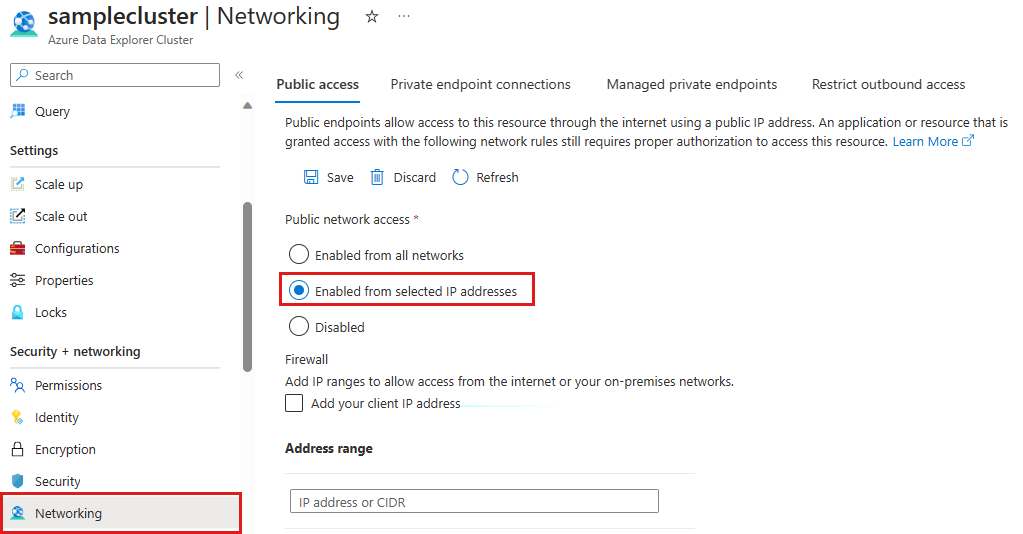 samplecluster | Networking ☆ ...
Azure Data Explorer Cluster
Search
«
Query
Settings
Scale up
Scale out
Configurations
Properties
Locks
Security + networking
Permissions
Identity
Encryption
Security
Networking
Public access Private endpoint connections Managed private endpoints Restrict outbound access
Public endpoints allow access to this resource through the internet using a public IP address. An application or resource that is
granted access with the following network rules still requires proper authorization to access this resource. Learn More
Save Discard Refresh
Public network access *
Enabled from all networks
Enabled from selected IP addresses
Disabled
Firewall
Add IP ranges to allow access from the internet or your on-premises networks.
Add your client IP address
Address range
IP address or CIDR